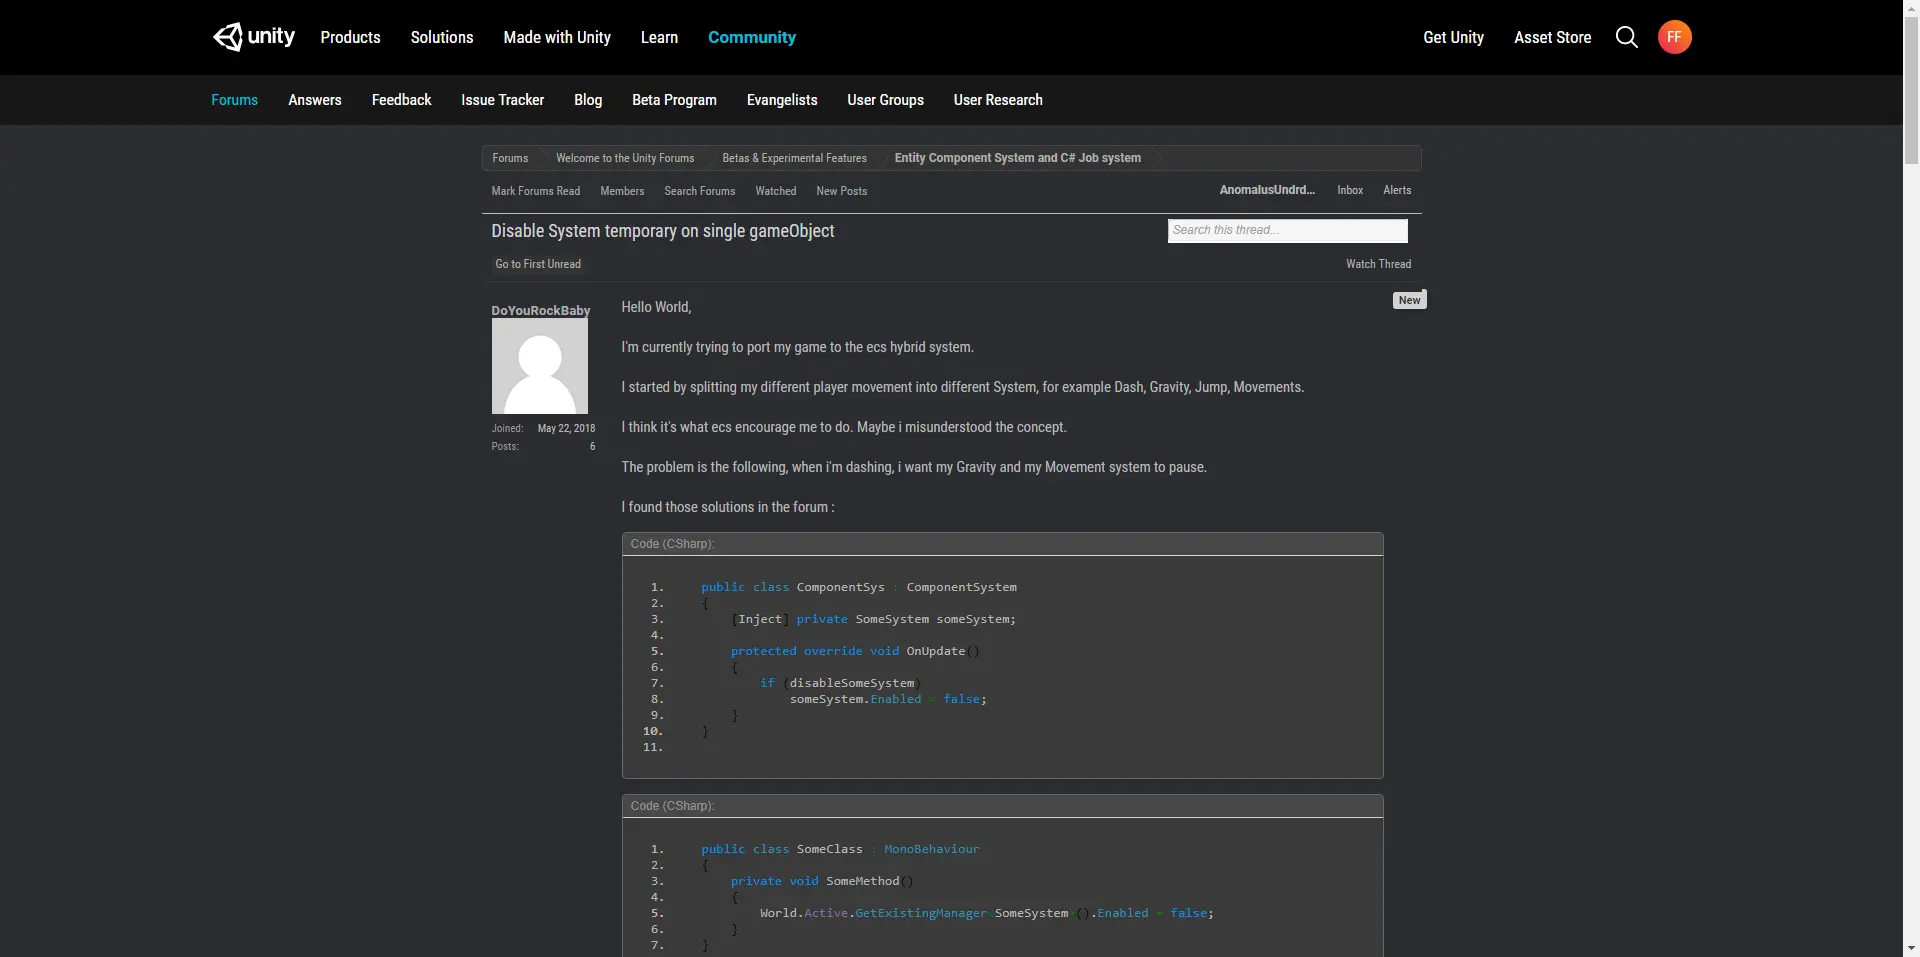 unity Products Solutions Made with Unity Learn Community Get Unity Asset Store FF
Forums Answers Feedback Issue Tracker Blog Beta Program Evangelists User Groups User Research
Forums Welcome to the Unity Forums Betas & Experimental Features Entity Component System and C# Job system
Mark Forums Read Members Search Forums Watched New Posts AnomalusUndrd... Inbox Alerts
Disable System temporary on single gameObject Search this thread...
Go to First Unread Watch Thread
New
DoYouRockBaby
Joined: May 22, 2018
Posts: 6
Hello World,
I'm currently trying to port my game to the ecs hybrid system.
I started by splitting my different player movement into different System, for example Dash, Gravity, Jump, Movements.
I think it's what ecs encourage me to do. Maybe i misunderstood the concept.
The problem is the following, when i'm dashing, i want my Gravity and my Movement system to pause.
I found those solutions in the forum :
Code (CSharp):
1. public class ComponentSys : ComponentSystem
2. {
3. [Inject] private SomeSystem someSystem;
4.
5. protected override void OnUpdate()
6. {
7. if (disableSomeSystem)
8. someSystem.Enabled = false;
9. }
10. }
11.
Code (CSharp):
1. public class SomeClass : MonoBehaviour
2. {
3. private void SomeMethod()
4. {
5. World.Active.GetExistingManager<SomeSystem>().Enabled = false;
6. }
7. }